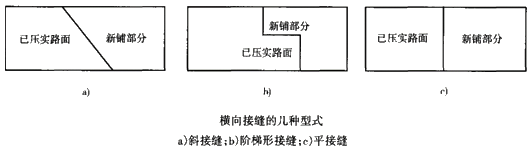 已压实路面
新铺部分
a)
新铺部分
已压实路面
b)
已压实路面
新铺部分
c)
横向接缝的几种型式
a)斜接缝;b)阶梯形接缝;c)平接缝